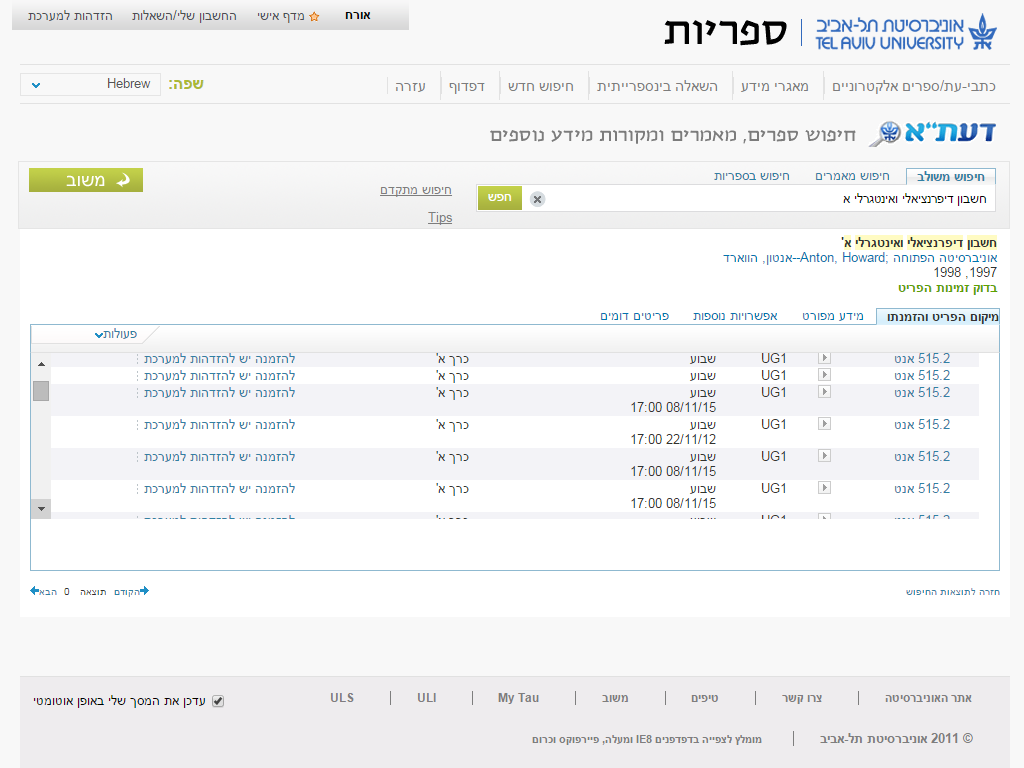 אורח מדף אישי החשבון שלי/השאלות הזדהות למערכת
ספריות אוניברסיטת תל-אביב
TEL AVIV UNIVERSITY
כתבי-עת/ספרים אלקטרוניים מאגרי מידע השאלה בינספרייתית חיפוש חדש דפדוף עזרה
שפה: Hebrew
דעת"א חיפוש ספרים, מאמרים ומקורות מידע נוספים
חיפוש משולב חיפוש מאמרים חיפוש בספריות
חשבון דיפרנציאלי ואינטגרלי א חפש
חיפוש מתקדם
Tips
משוב
חשבון דיפרנציאלי ואינטגרלי א'
אנטון, הווארד--Anton, Howard; אוניברסיטה הפתוחה
1998 ,1997
בדוק זמינות הפריט
מיקום הפריט והזמנתו מידע מפורט אפשרויות נוספות פריטים דומים
פעולות
515.2 אנט UG1 שבוע כרך א' להזמנה יש להזדהות למערכת
515.2 אנט UG1 שבוע כרך א' להזמנה יש להזדהות למערכת
515.2 אנט UG1 שבוע כרך א' להזמנה יש להזדהות למערכת
17:00 08/11/15
515.2 אנט UG1 שבוע כרך א' להזמנה יש להזדהות למערכת
17:00 22/11/12
515.2 אנט UG1 שבוע כרך א' להזמנה יש להזדהות למערכת
17:00 08/11/15
515.2 אנט UG1 שבוע כרך א' להזמנה יש להזדהות למערכת
17:00 08/11/15
חזרה לתוצאות החיפוש הקודם תוצאה 0 הבא
אתר האוניברסיטה צרו קשר טיפים משוב My Tau ULI ULS
עדכן את המסך שלי באופן אוטומטי
© 2011 אוניברסיטת תל-אביב מומלץ לצפייה בדפדפנים IE8 ומעלה, פיירפוקס וכרום